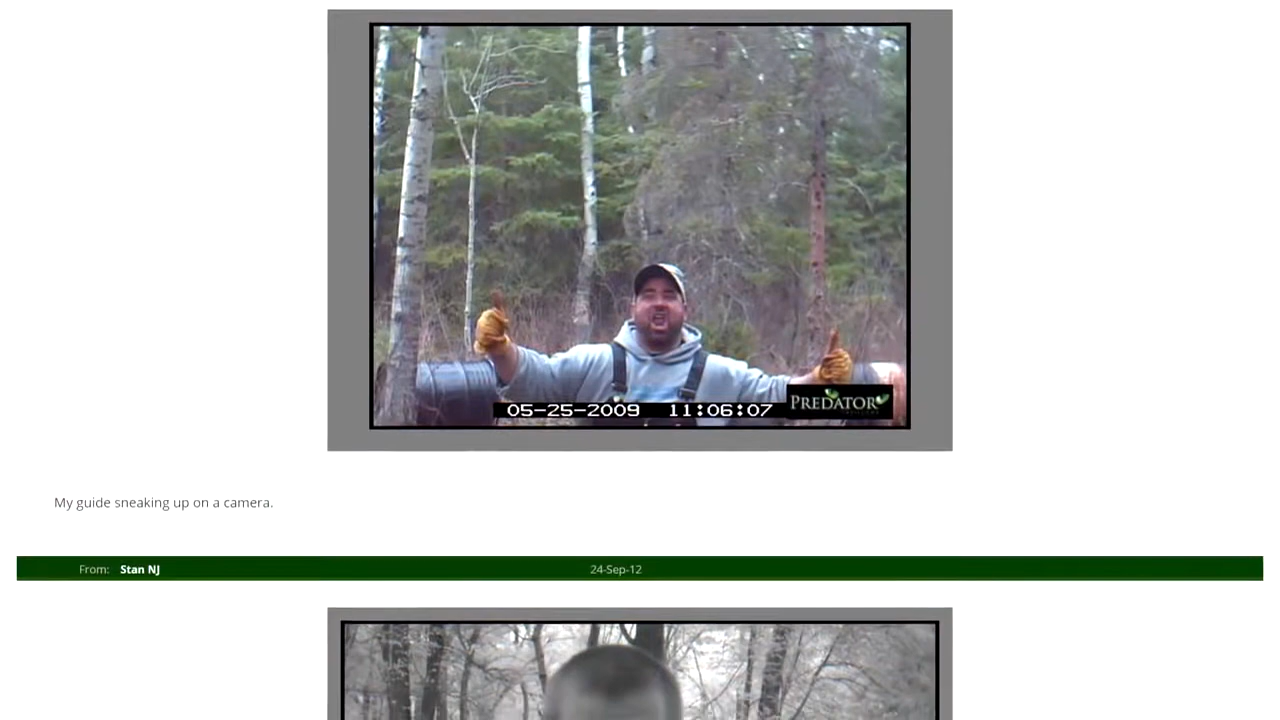 05-25-2009 11:06:07
PREDATOR
My guide sneaking up on a camera.
From: Stan NJ 24-Sep-12